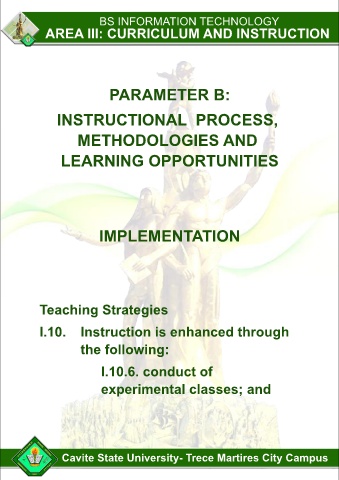 BS INFORMATION TECHNOLOGY
AREA III: CURRICULUM AND INSTRUCTION
PARAMETER B:
INSTRUCTIONAL PROCESS,
METHODOLOGIES AND
LEARNING OPPORTUNITIES
IMPLEMENTATION
Teaching Strategies
I.10. Instruction is enhanced through
the following:
I.10.6. conduct of
experimental classes; and
Cavite State University- Trece Martires City Campus